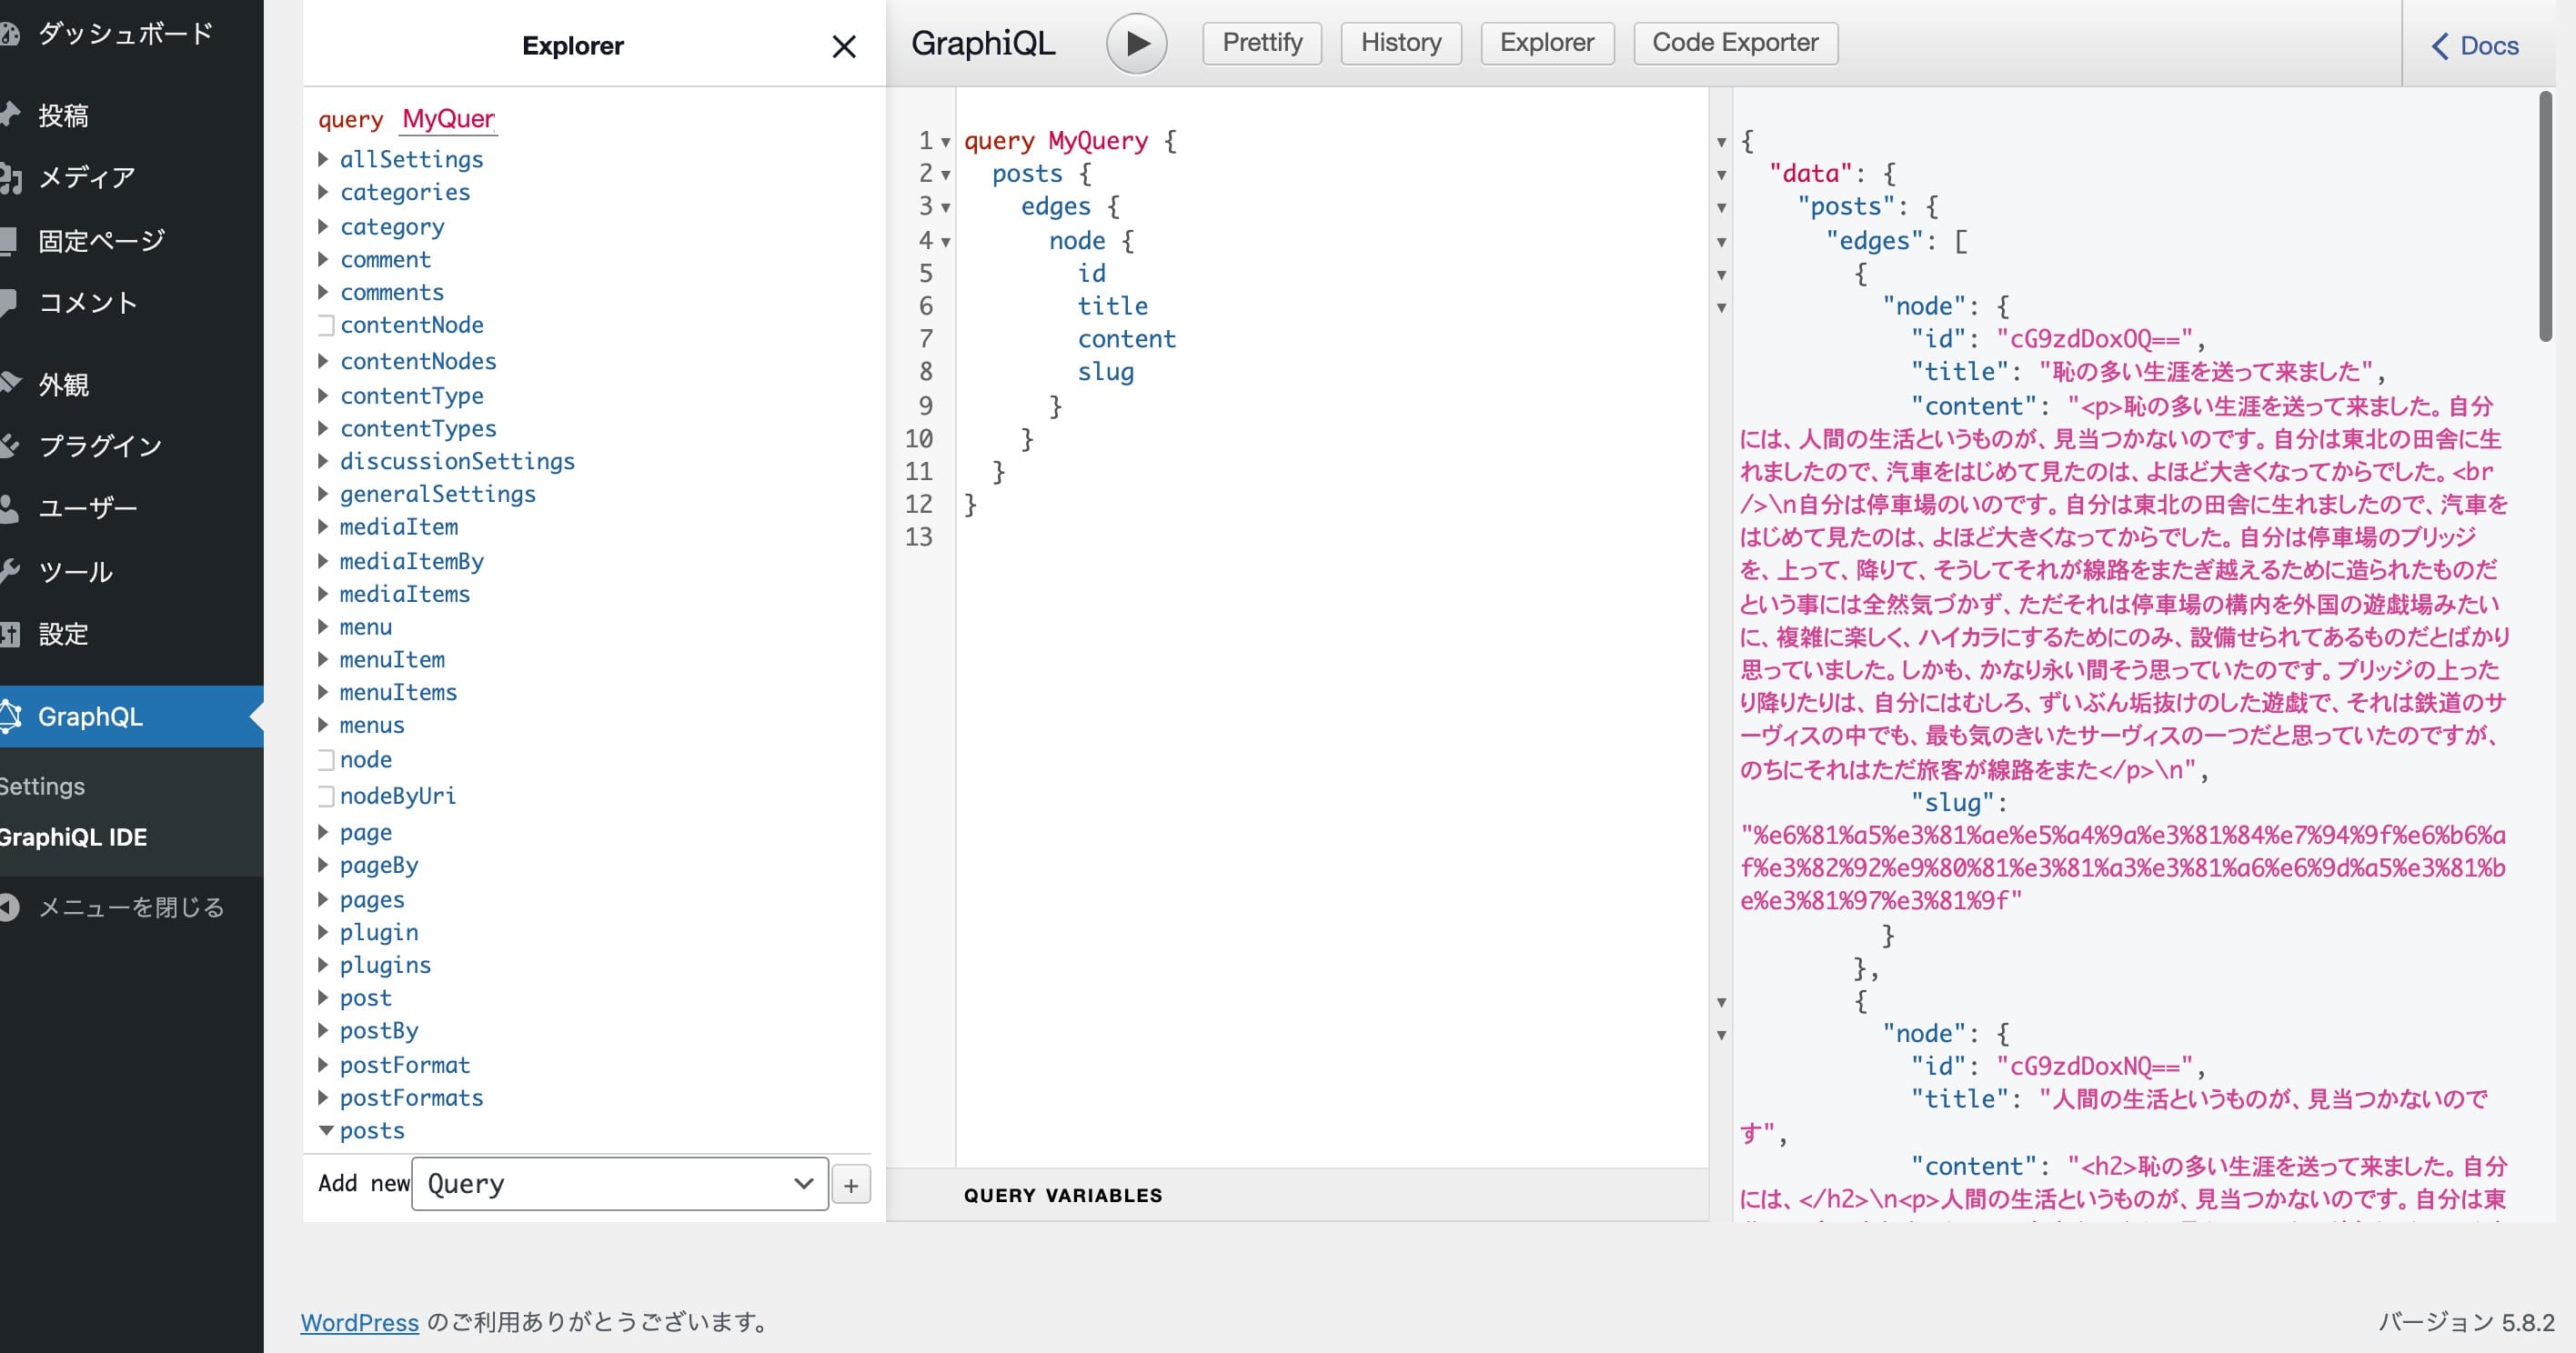 ダッシュボード
投稿
メディア
固定ページ
コメント
外観
プラグイン
ユーザー
ツール
設定
GraphQL
Settings
GraphiQL IDE
メニューを閉じる
Explorer
query MyQuer
allSettings
categories
category
comment
comments
contentNode
contentNodes
contentType
contentTypes
discussionSettings
generalSettings
mediaItem
mediaItemBy
mediaItems
menu
menuItem
menuItems
menus
node
nodeByUri
page
pageBy
pages
plugin
plugins
post
postBy
postFormat
postFormats
posts
Add new Query +
GraphiQL Prettify History Explorer Code Exporter Docs
1 query MyQuery {
2 posts {
3 edges {
4 node {
5 id
6 title
7 content
8 slug
9 }
10 }
11 }
12 }
13
QUERY VARIABLES
{
"data": {
"posts": {
"edges": [
{
"node": {
"id": "cG9zdDoxOQ==",
"title": "恥の多い生涯を送って来ました",
"content": "<p>恥の多い生涯を送って来ました。自分
には、人間の生活というものが、見当つかないのです。自分は東北の田舎に生
れましたので、汽車をはじめて見たのは、よほど大きくなってからでした。<br
/>\n自分は停車場のいのです。自分は東北の田舎に生れましたので、汽車を
はじめて見たのは、よほど大きくなってからでした。自分は停車場のブリッジ
を、上って、降りて、そうしてそれが線路をまたぎ越えるために造られたものだ
という事には全然気づかず、ただそれは停車場の構内を外国の遊戯場みたい
に、複雑に楽しく、ハイカラにするためにのみ、設備せられてあるものだとばかり
思っていました。しかも、かなり永い間そう思っていたのです。ブリッジの上った
り降りたりは、自分にはむしろ、ずいぶん垢抜けのした遊戯で、それは鉄道のサ
ーヴィスの中でも、最も気のきいたサーヴィスの一つだと思っていたのですが、
のちにそれはただ旅客が線路をまた</p>\n",
"slug":
"%e6%81%a5%e3%81%ae%e5%a4%9a%e3%81%84%e7%94%9f%e6%b6%a
f%e3%82%92%e9%80%81%e3%81%a3%e3%81%a6%e6%9d%a5%e3%81%b
e%e3%81%97%e3%81%9f"
}
},
{
"node": {
"id": "cG9zdDoxNQ==",
"title": "人間の生活というものが、見当つかないので
す",
"content": "<h2>恥の多い生涯を送って来ました。自分
には、</h2>\n<p>人間の生活というものが、見当つかないのです。自分は東
WordPress のご利用ありがとうございます。
バージョン 5.8.2